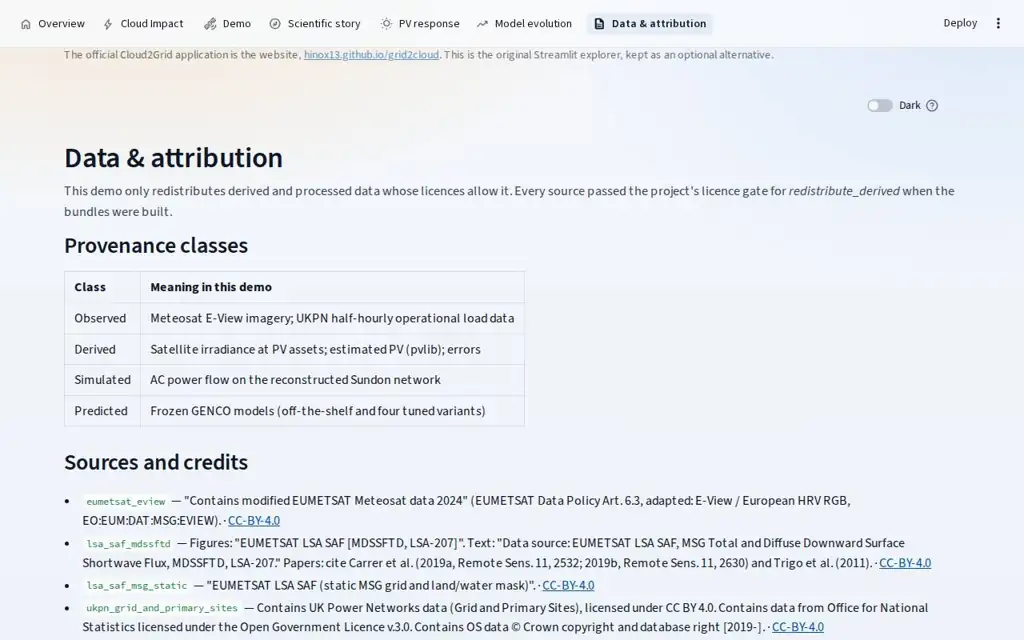 Overview Cloud Impact Demo Scientific story PV response Model evolution Data & attribution Deploy
The official Cloud2Grid application is the website, hinox13.github.io/grid2cloud. This is the original Streamlit explorer, kept as an optional alternative.
Dark
Data & attribution
This demo only redistributes derived and processed data whose licences allow it. Every source passed the project's licence gate for redistribute_derived when the
bundles were built.
Provenance classes
Class Meaning in this demo
Observed Meteosat E-View imagery; UKPN half-hourly operational load data
Derived Satellite irradiance at PV assets; estimated PV (pvlib); errors
Simulated AC power flow on the reconstructed Sundon network
Predicted Frozen GENCO models (off-the-shelf and four tuned variants)
Sources and credits
• eumetsat_eview — "Contains modified EUMETSAT Meteosat data 2024" (EUMETSAT Data Policy Art. 6.3, adapted: E-View / European HRV RGB,
EO:EUM:DAT:MSG:EVIEW). · CC-BY-4.0
• lsa_saf_mdssftd — Figures: "EUMETSAT LSA SAF [MDSSFTD, LSA-207]". Text: "Data source: EUMETSAT LSA SAF, MSG Total and Diffuse Downward Surface
Shortwave Flux, MDSSFTD, LSA-207." Papers: cite Carrer et al. (2019a, Remote Sens. 11, 2532; 2019b, Remote Sens. 11, 2630) and Trigo et al. (2011). · CC-BY-4.0
• lsa_saf_msg_static — "EUMETSAT LSA SAF (static MSG grid and land/water mask)". · CC-BY-4.0
• ukpn_grid_and_primary_sites — Contains UK Power Networks data (Grid and Primary Sites), licensed under CC BY 4.0. Contains data from Office for National
Statistics licensed under the Open Government Licence v.3.0. Contains OS data © Crown copyright and database right [2019-]. · CC-BY-4.0